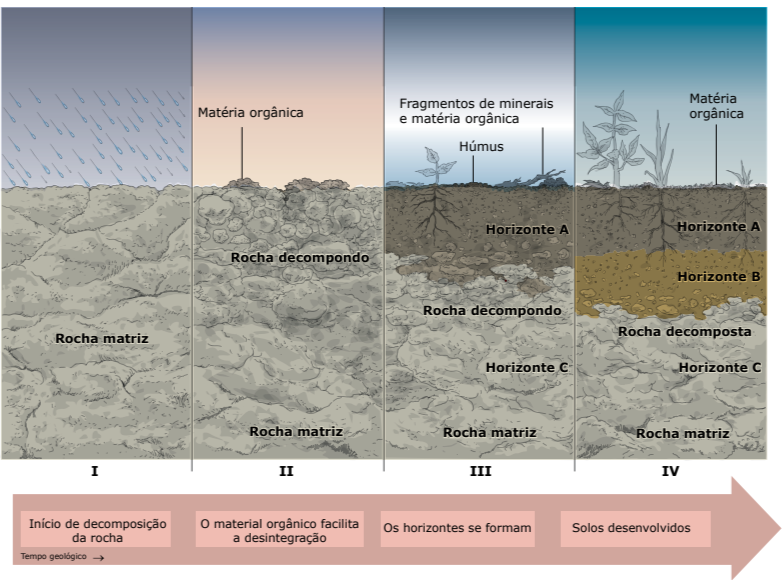 Matéria orgânica
Rocha matriz
Rocha decompondo
Rocha matriz
Fragmentos de minerais
e matéria orgânica
Húmus
Horizonte A
Rocha decompondo
Horizonte C
Rocha matriz
Matéria
orgânica
Horizonte A
Horizonte B
Rocha decomposta
Horizonte C
Rocha matriz
I
II
III
IV
Início de decomposição
da rocha
O material orgânico facilita
a desintegração
Os horizontes se formam
Solos desenvolvidos
Tempo geológico →